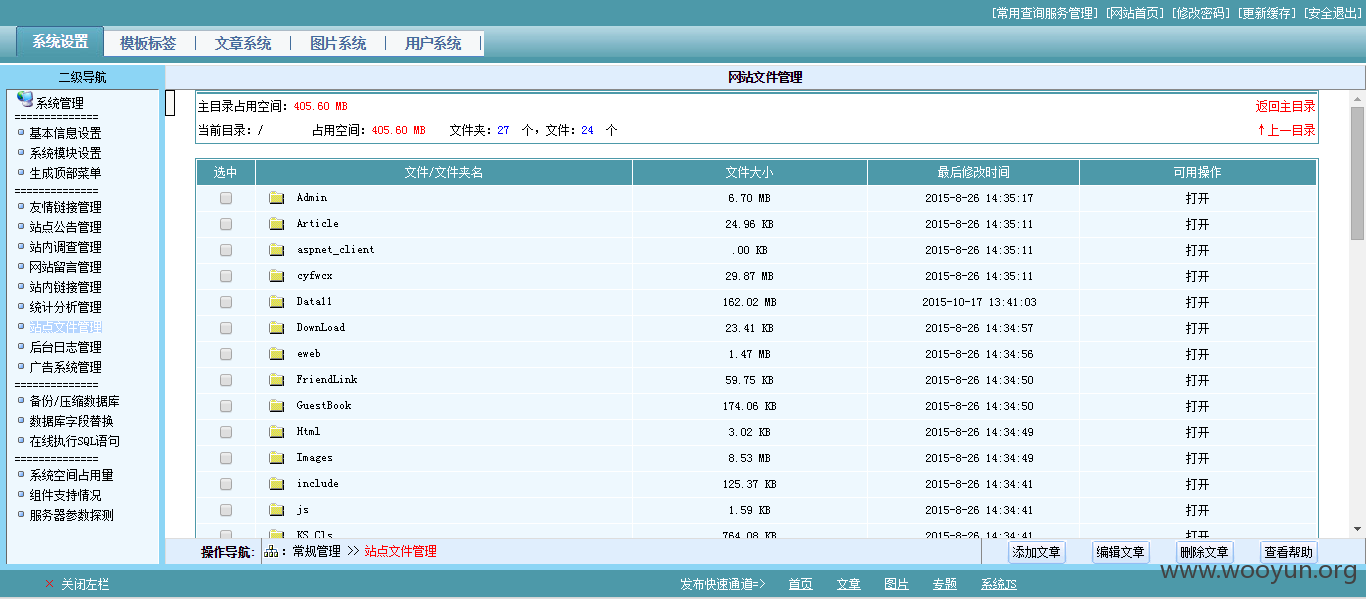 [常用查询服务管理] [网站首页] [修改密码] [更新缓存] [安全退出]
系统设置 模板标签 | 文章系统 | 图片系统 | 用户系统 |
二级导航 网站文件管理
系统管理
==============
基本信息设置
系统模块设置
生成顶部菜单
==============
友情链接管理
站点公告管理
站内调查管理
网站留言管理
站内链接管理
统计分析管理
站点文件管理
后台日志管理
广告系统管理
==============
备份/压缩数据库
数据库字段替换
在线执行SQL语句
==============
系统空间占用量
组件支持情况
服务器参数探测
主目录占用空间：405.60 MB 返回主目录
当前目录：/ 占用空间：405.60 MB 文件夹：27 个，文件：24 个 ↑上一目录
选中 文件/文件夹名 文件大小 最后修改时间 可用操作
Admin 6.70 MB 2015-8-26 14:35:17 打开
Article 24.96 KB 2015-8-26 14:35:11 打开
aspnet_client .00 KB 2015-8-26 14:35:11 打开
cyfwcx 29.87 MB 2015-8-26 14:35:11 打开
Data11 162.02 MB 2015-10-17 13:41:03 打开
DownLoad 23.41 KB 2015-8-26 14:34:57 打开
eweb 1.47 MB 2015-8-26 14:34:56 打开
FriendLink 59.75 KB 2015-8-26 14:34:50 打开
GuestBook 174.06 KB 2015-8-26 14:34:50 打开
Html 3.02 KB 2015-8-26 14:34:49 打开
Images 8.53 MB 2015-8-26 14:34:49 打开
include 125.37 KB 2015-8-26 14:34:41 打开
js 1.59 KB 2015-8-26 14:34:41 打开
KS_Cls 764.08 KB 2015-8-26 14:34:41 打开
操作导航: ：常规管理 >> 站点文件管理 添加文章 编辑文章 删除文章 查看帮助
× 关闭左栏 发布快速通道=> 首页 文章 图片 专题 系统JS
www.wooyun.org